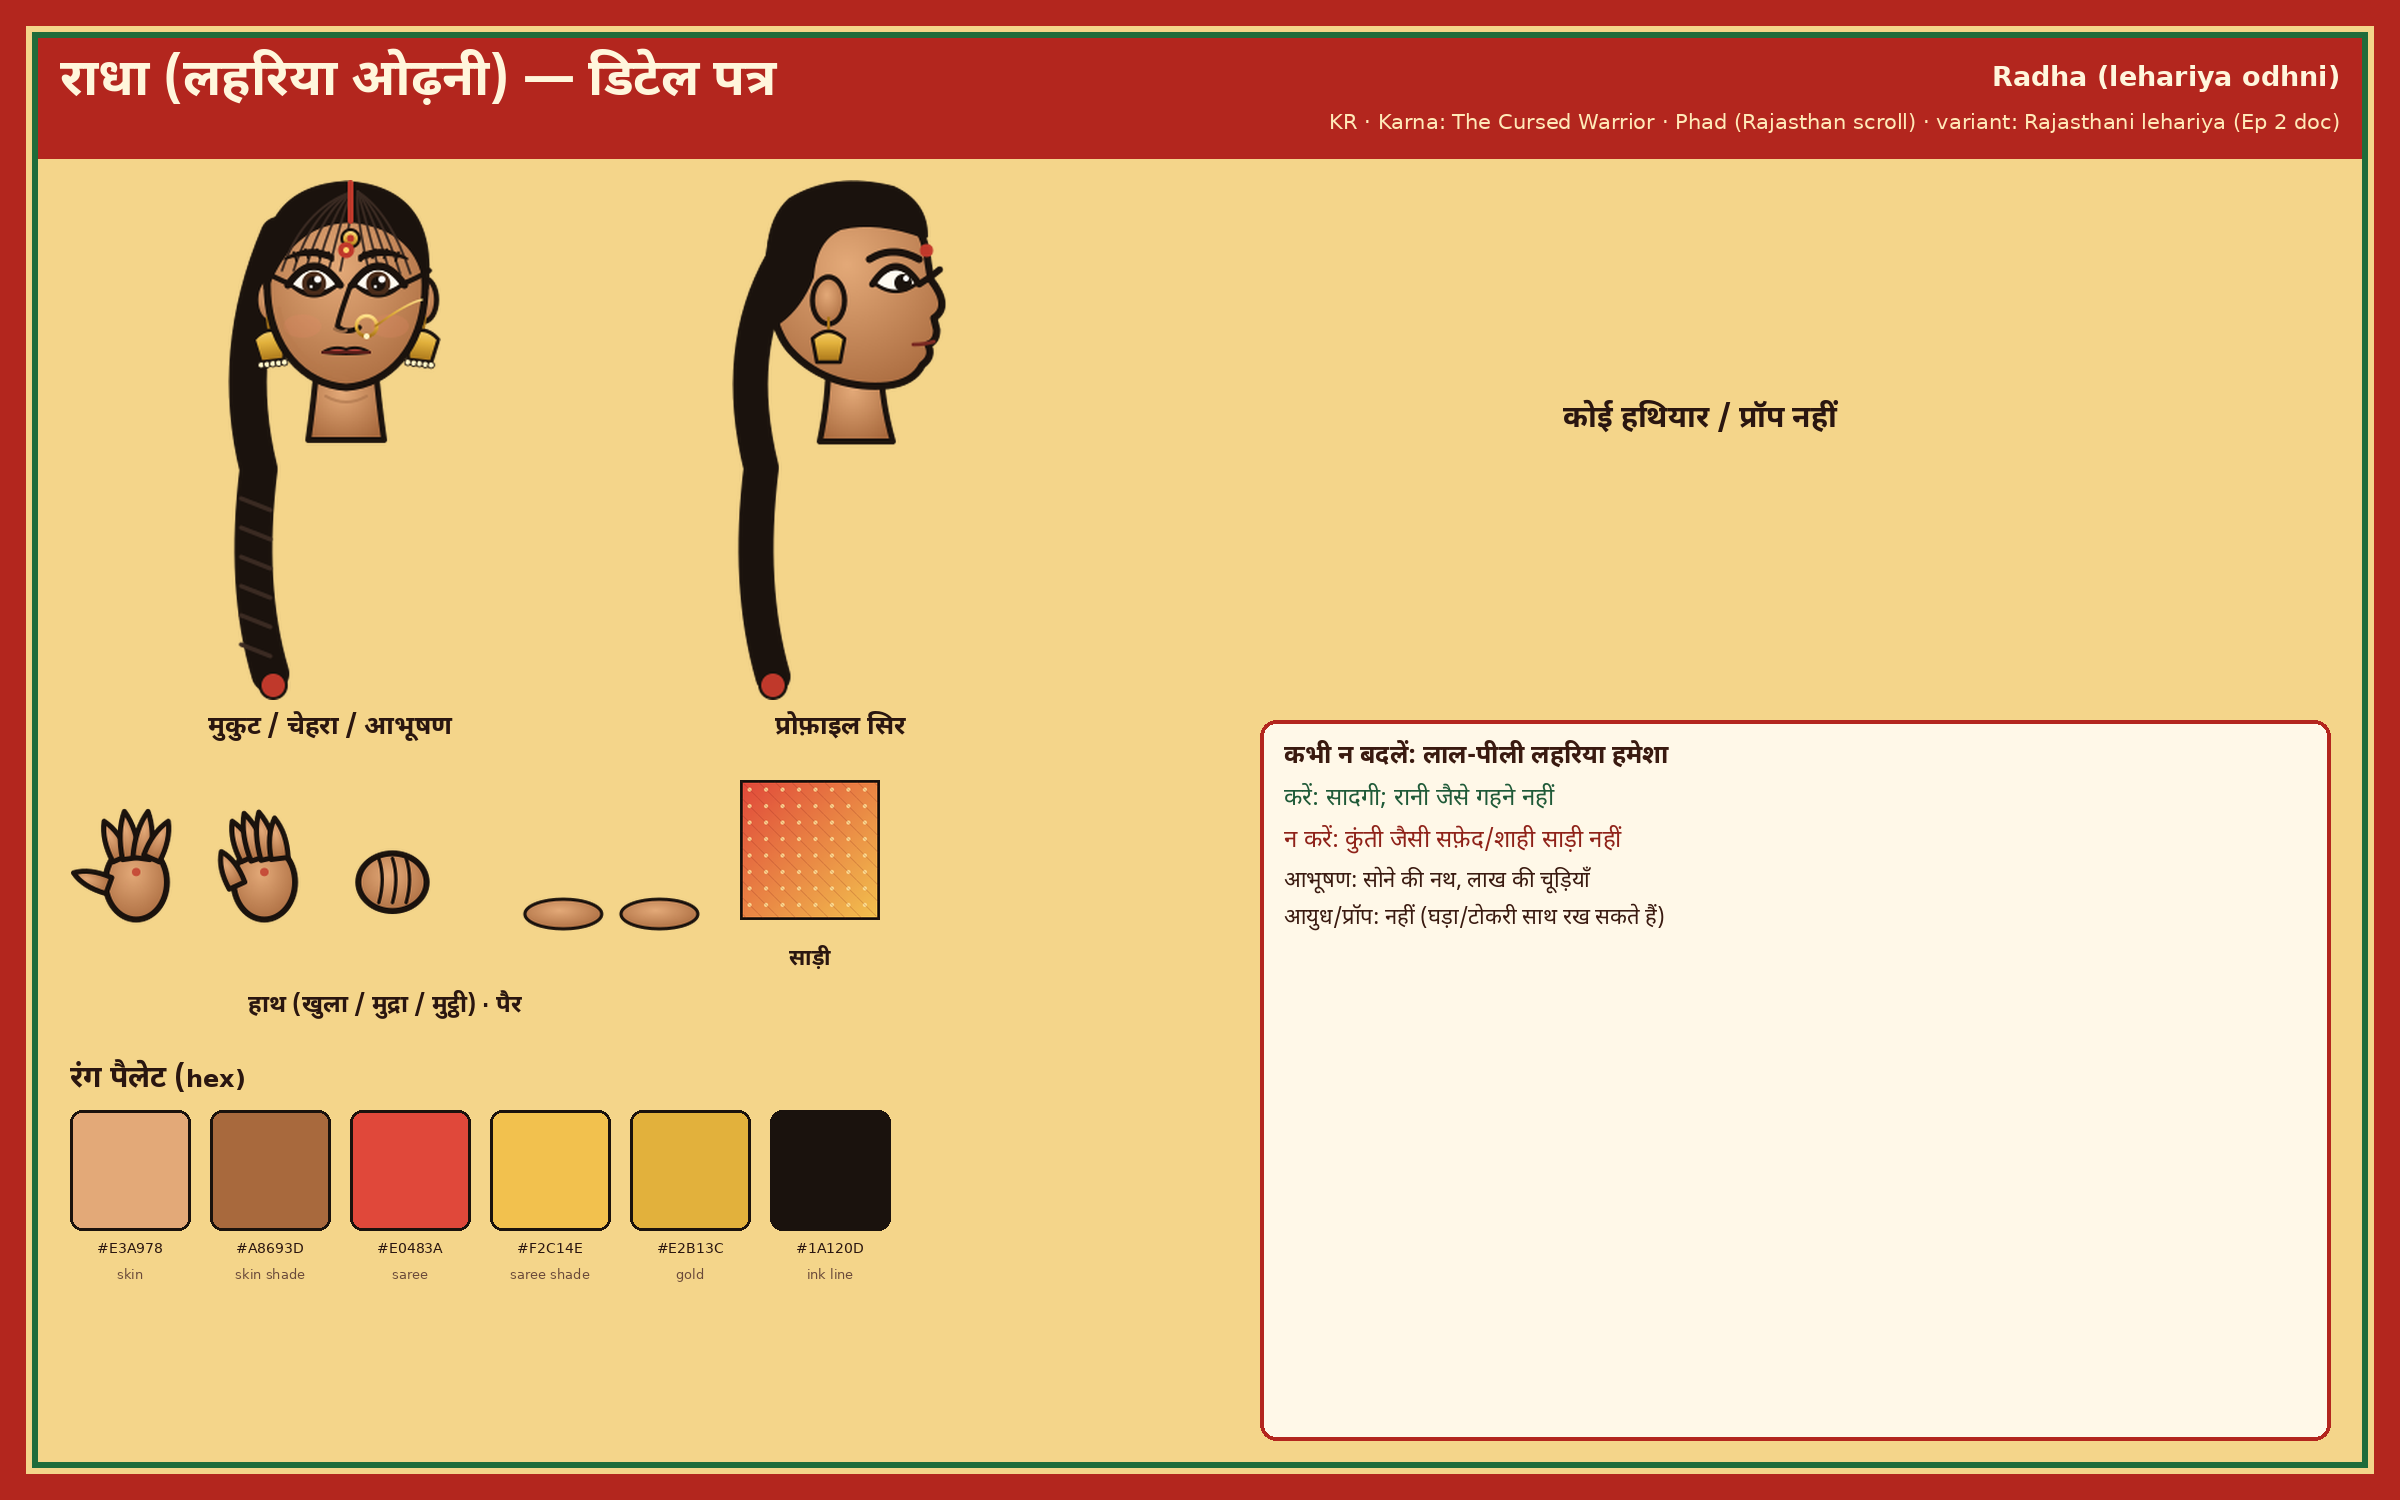 राधा (लहरिया ओढ़नी) — डिटेल पत्र
Radha (lehariya odhni)
KR · Karna: The Cursed Warrior · Phad (Rajasthan scroll) · variant: Rajasthani lehariya (Ep 2 doc)
कोई हथियार / प्रॉप नहीं
मुकुट / चेहरा / आभूषण
प्रोफ़ाइल सिर
साड़ी
हाथ (खुला / मुद्रा / मुट्ठी) · पैर
कभी न बदलें: लाल-पीली लहरिया हमेशा
करें: सादगी; रानी जैसे गहने नहीं
न करें: कुंती जैसी सफ़ेद/शाही साड़ी नहीं
आभूषण: सोने की नथ, लाख की चूड़ियाँ
आयुध/प्रॉप: नहीं (घड़ा/टोकरी साथ रख सकते हैं)
रंग पैलेट (hex)
#E3A978 #A8693D #E0483A #F2C14E #E2B13C #1A120D
skin skin shade saree saree shade gold ink line